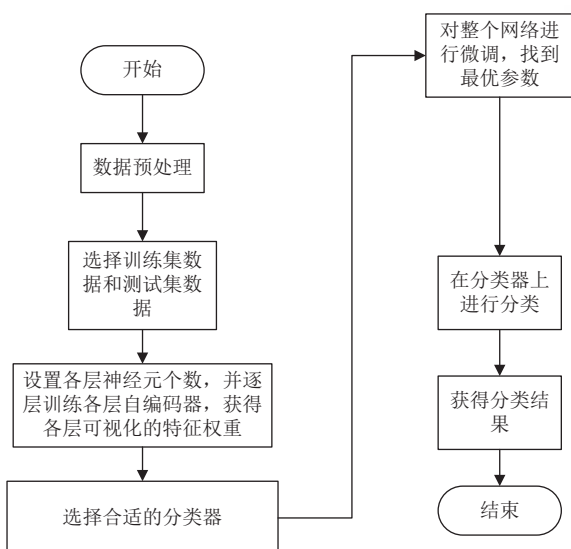 开始
数据预处理
选择训练集数
据和测试集数
据
设置各层神经元个数，并逐
层训练各层自编码器，获得
各层可视化的特征权重
选择合适的分类器
对整个网络进
行微调，找到
最优参数
在分类器上
进行分类
获得分类结
果
结束